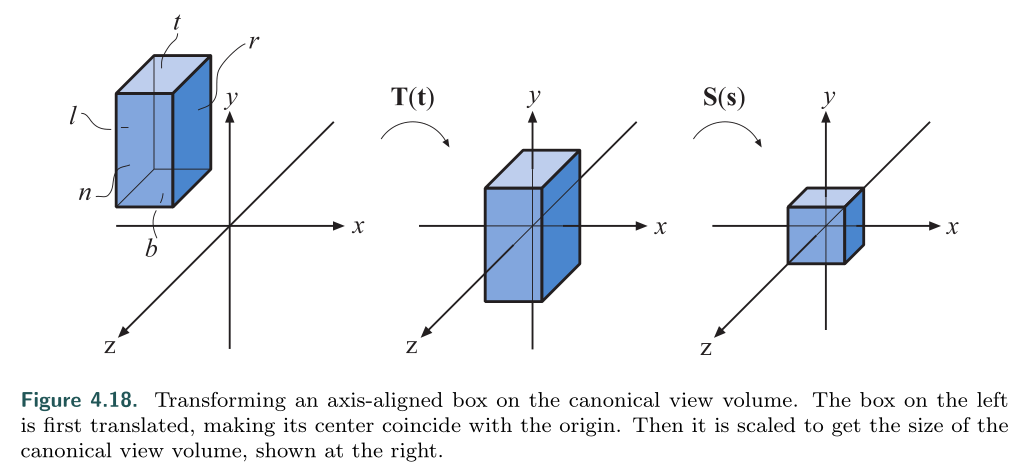 t
r
l
y
n
b
x
z
T(t)
y
x
z
S(s)
y
x
z
Figure 4.18. Transforming an axis-aligned box on the canonical view volume. The box on the left
is first translated, making its center coincide with the origin. Then it is scaled to get the size of the
canonical view volume, shown at the right.